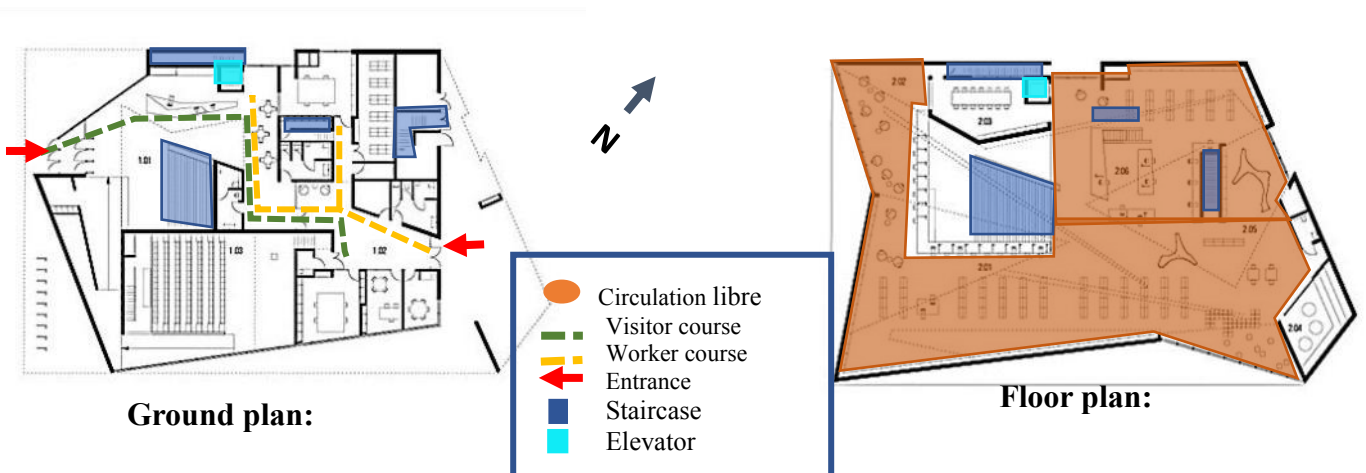 N
1.01
1.02
1.03
Ground plan:
Circulation libre
Visitor course
Worker course
Entrance
Staircase
Elevator
2.02
2.03
2.06
2.05
2.01
2.04
Floor plan: